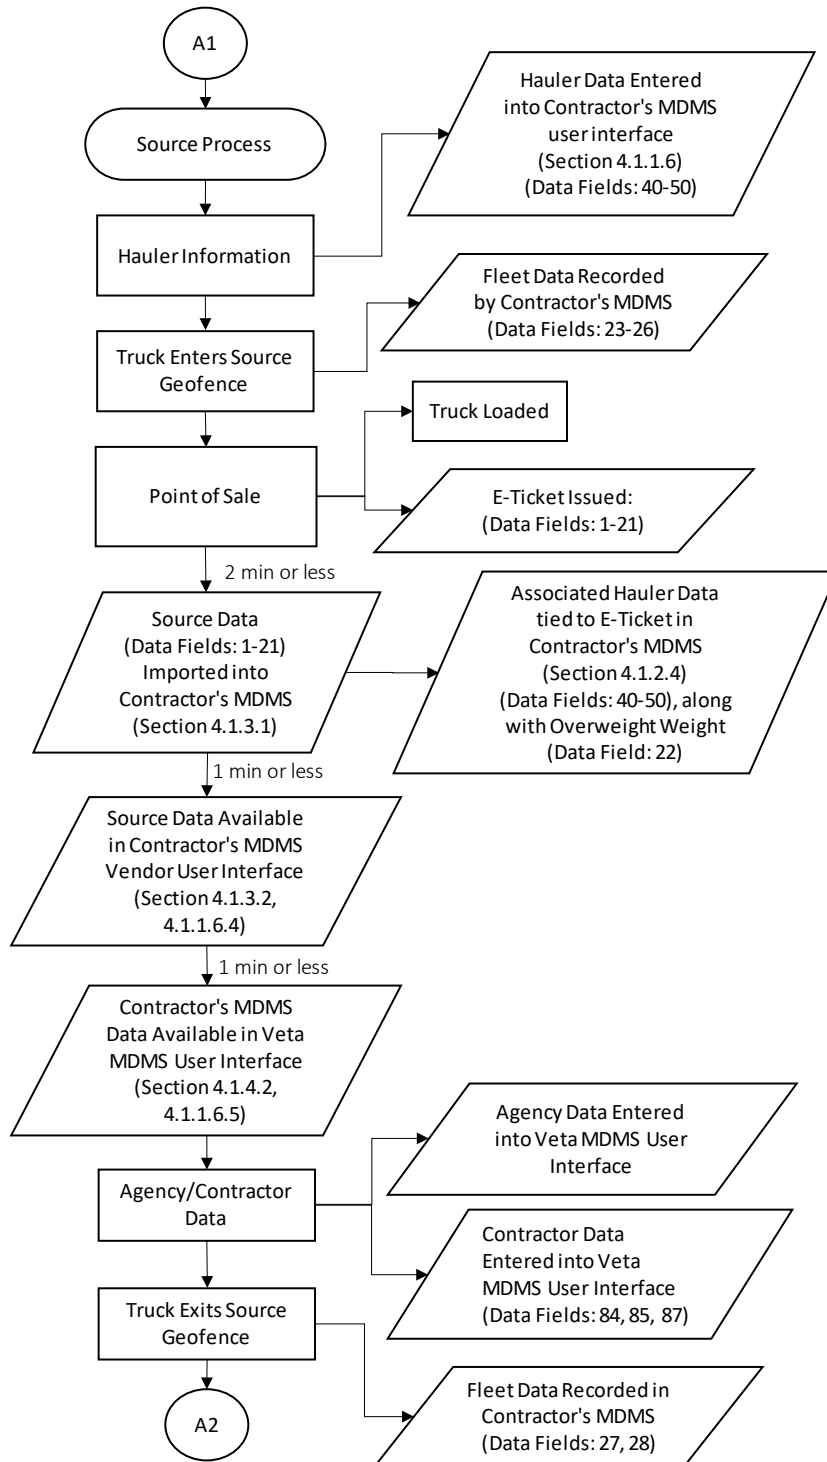 A1
Source Process
Hauler Data Entered
into Contractor's MDMS
user interface
(Section 4.1.1.6)
(Data Fields: 40-50)
Hauler Information
Fleet Data Recorded
by Contractor's MDMS
(Data Fields: 23-26)
Truck Enters Source
Geofence
Truck Loaded
Point of Sale
E-Ticket Issued:
(Data Fields: 1-21)
2 min or less
Source Data
(Data Fields: 1-21)
Imported into
Contractor's MDMS
(Section 4.1.3.1)
Associated Hauler Data
tied to E-Ticket in
Contractor's MDMS
(Section 4.1.2.4)
(Data Fields: 40-50), along
with Overweight Weight
(Data Field: 22)
1 min or less
Source Data Available
in Contractor's MDMS
Vendor User Interface
(Section 4.1.3.2,
4.1.1.6.4)
1 min or less
Contractor's MDMS
Data Available in Veta
MDMS User Interface
(Section 4.1.4.2,
4.1.1.6.5)
Agency Data Entered
into Veta MDMS User
Interface
Agency/Contractor
Data
Contractor Data
Entered into Veta
MDMS User Interface
(Data Fields: 84, 85, 87)
Truck Exits Source
Geofence
Fleet Data Recorded in
Contractor's MDMS
(Data Fields: 27, 28)
A2